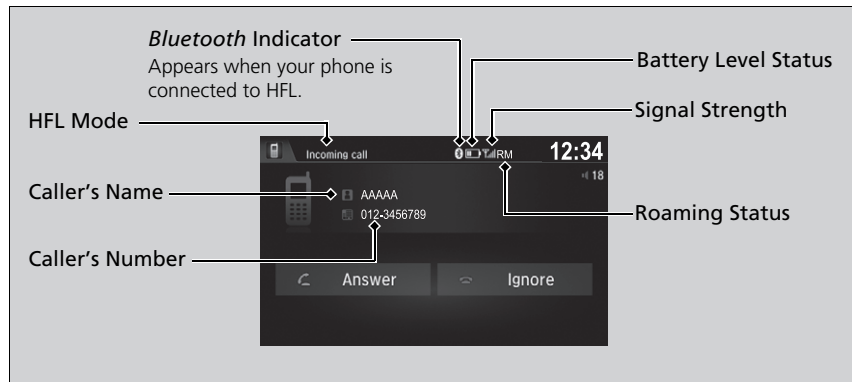 Bluetooth Indicator
Appears when your phone is
connected to HFL.
Battery Level Status
HFL Mode
Signal Strength
Incoming call
RM
12:34
18
Caller's Name
AAAAA
012-3456789
Roaming Status
Caller's Number
Answer
Ignore